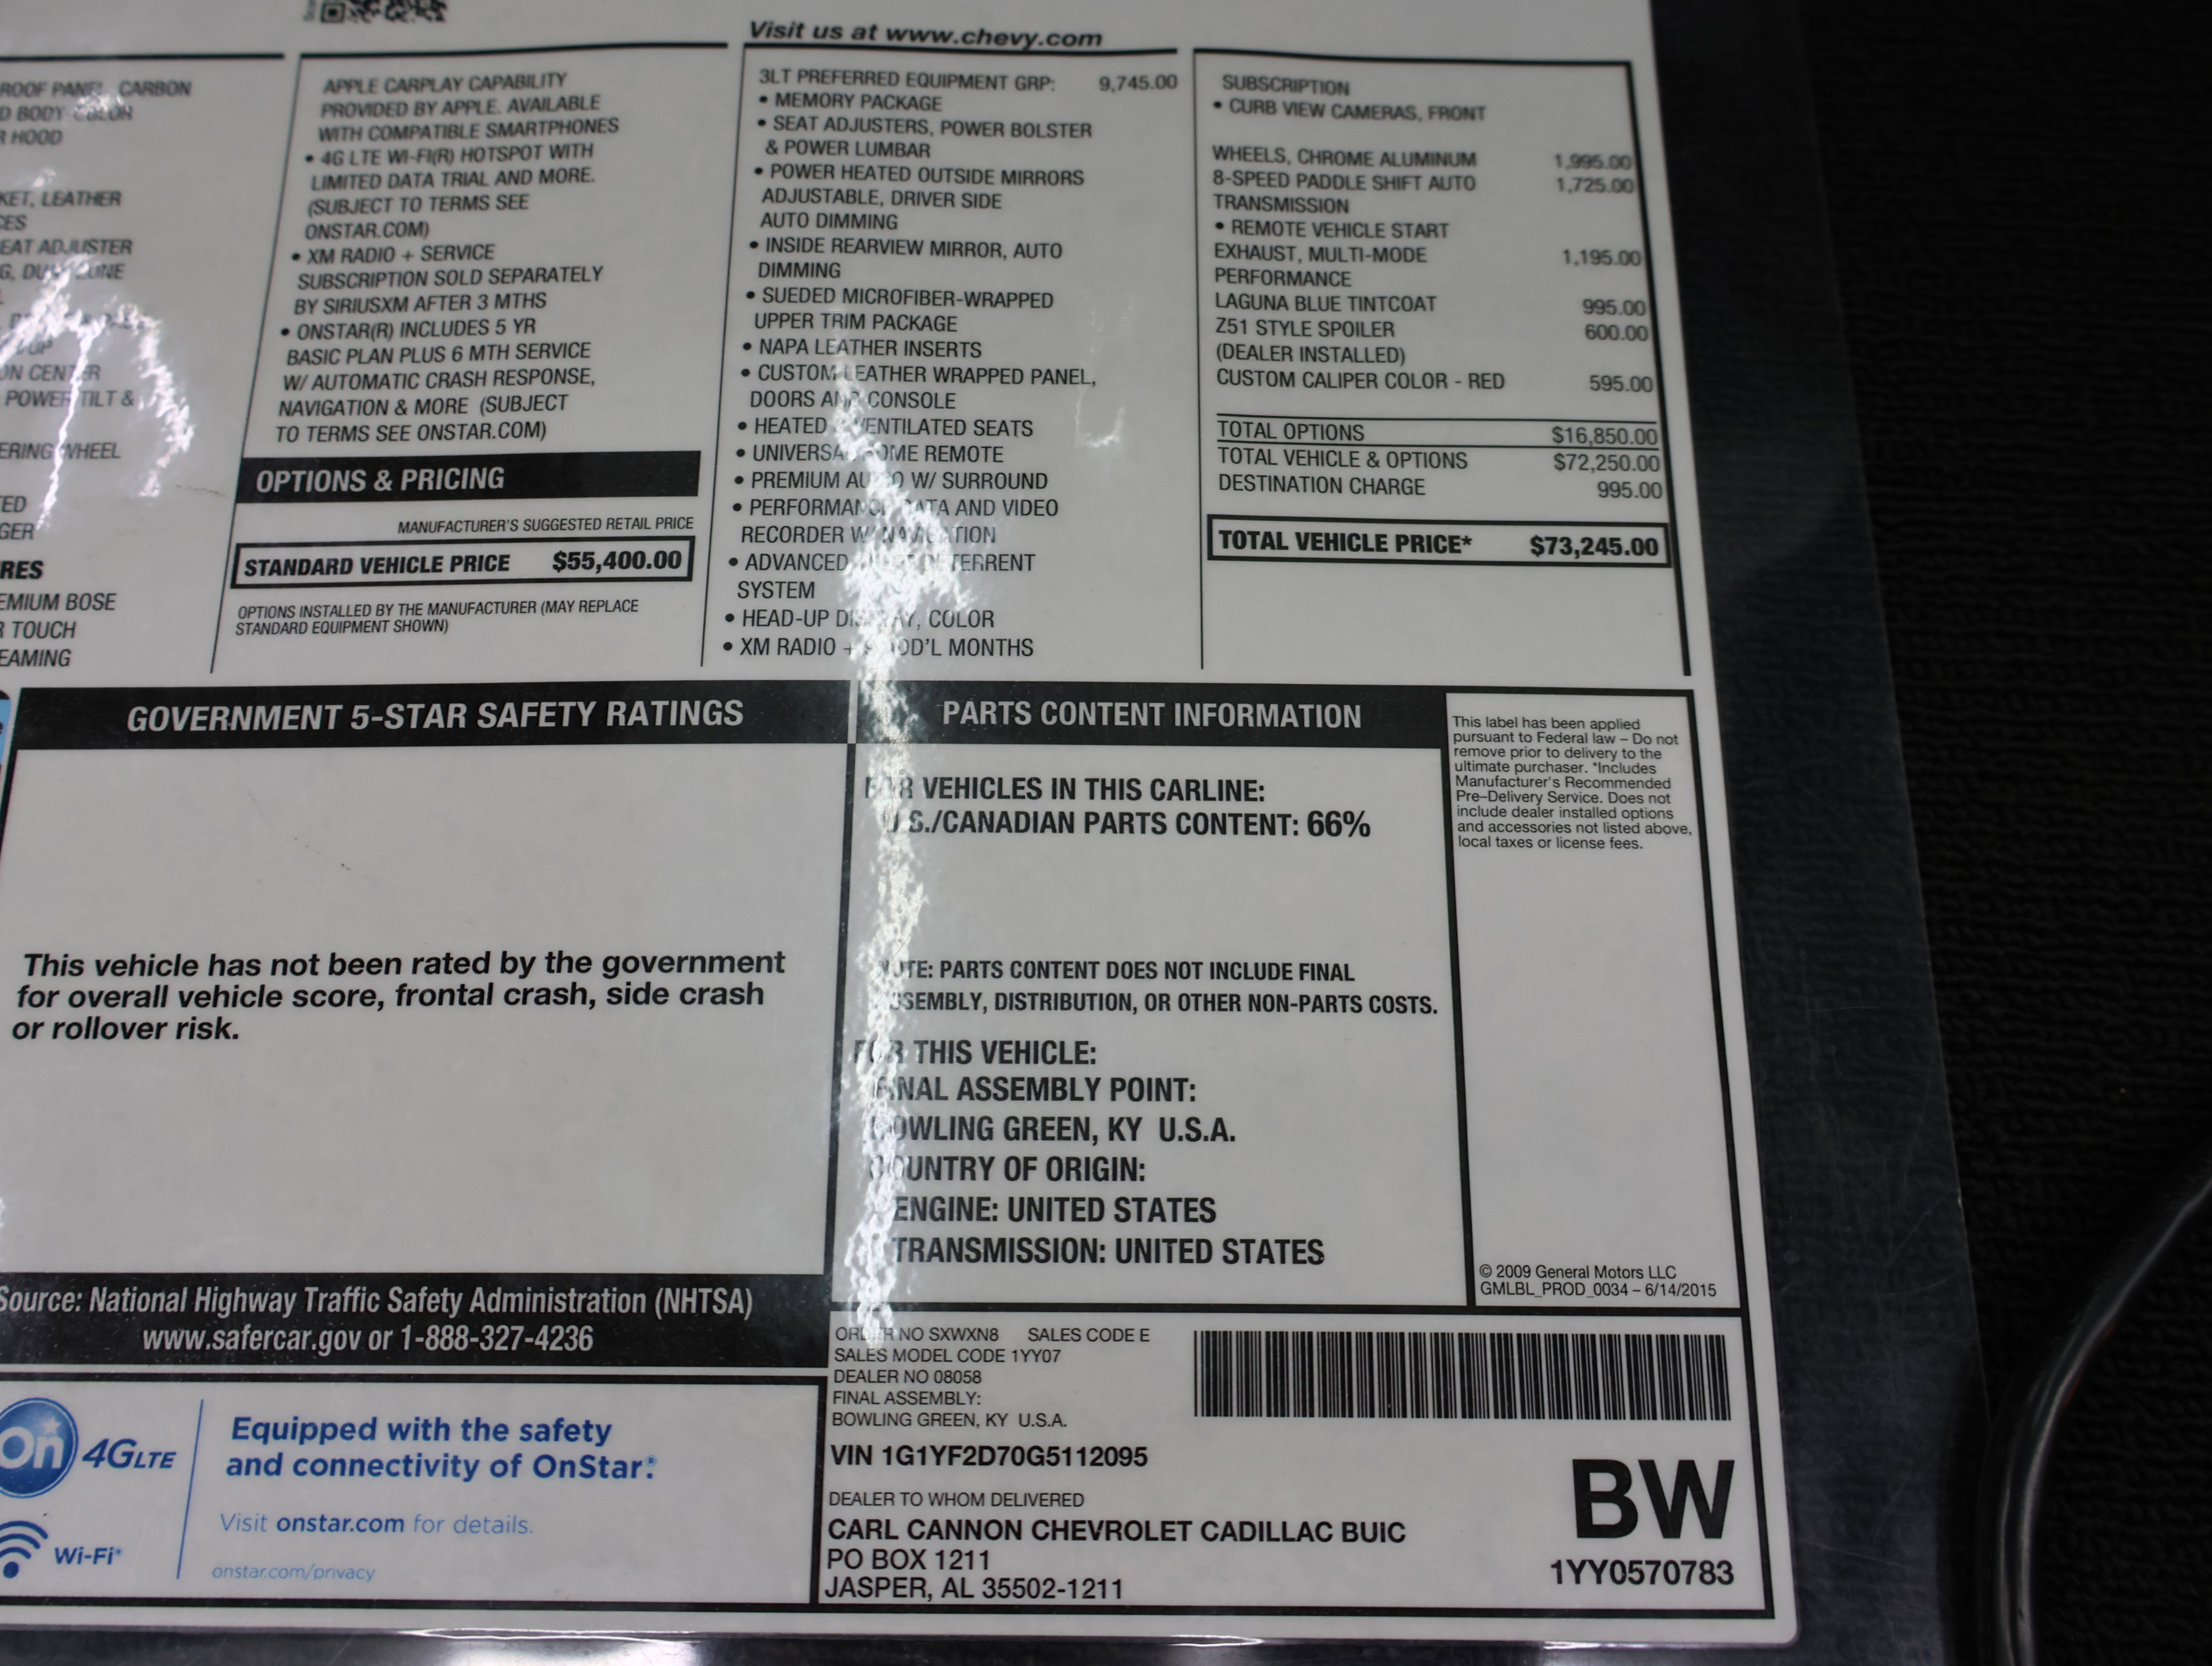 Visit us at www.chevy.com
ROOF PANEL, CARBON
D BODY-COLOR
R HOOD
KET, LEATHER
CES
EAT ADJUSTER
G, DUAL ZONE
ON CENTER
POWER TILT &
ERING WHEEL
TED
GER
RES
EMIUM BOSE
R TOUCH
EAMING
APPLE CARPLAY CAPABILITY
PROVIDED BY APPLE. AVAILABLE
WITH COMPATIBLE SMARTPHONES
• 4G LTE WI-FI(R) HOTSPOT WITH
LIMITED DATA TRIAL AND MORE.
(SUBJECT TO TERMS SEE
ONSTAR.COM)
• XM RADIO + SERVICE
SUBSCRIPTION SOLD SEPARATELY
BY SIRIUSXM AFTER 3 MTHS
• ONSTAR(R) INCLUDES 5 YR
BASIC PLAN PLUS 6 MTH SERVICE
W/ AUTOMATIC CRASH RESPONSE,
NAVIGATION & MORE (SUBJECT
TO TERMS SEE ONSTAR.COM)
OPTIONS & PRICING
MANUFACTURER'S SUGGESTED RETAIL PRICE
STANDARD VEHICLE PRICE $55,400.00
OPTIONS INSTALLED BY THE MANUFACTURER (MAY REPLACE
STANDARD EQUIPMENT SHOWN)
3LT PREFERRED EQUIPMENT GRP: 9,745.00
• MEMORY PACKAGE
• SEAT ADJUSTERS, POWER BOLSTER
& POWER LUMBAR
• POWER HEATED OUTSIDE MIRRORS
ADJUSTABLE, DRIVER SIDE
AUTO DIMMING
• INSIDE REARVIEW MIRROR, AUTO
DIMMING
• SUEDED MICROFIBER-WRAPPED
UPPER TRIM PACKAGE
• NAPA LEATHER INSERTS
• CUSTOM LEATHER WRAPPED PANEL,
DOORS AND CONSOLE
• HEATED & VENTILATED SEATS
• UNIVERSAL HOME REMOTE
• PREMIUM AUDIO W/ SURROUND
• PERFORMANCE DATA AND VIDEO
RECORDER W/ NAVIGATION
• ADVANCED THEFT DETERRENT
SYSTEM
• HEAD-UP DISPLAY, COLOR
• XM RADIO + ADD'L MONTHS
SUBSCRIPTION
• CURB VIEW CAMERAS, FRONT
WHEELS, CHROME ALUMINUM 1,995.00
8-SPEED PADDLE SHIFT AUTO 1,725.00
TRANSMISSION
• REMOTE VEHICLE START
EXHAUST, MULTI-MODE 1,195.00
PERFORMANCE
LAGUNA BLUE TINTCOAT 995.00
Z51 STYLE SPOILER 600.00
(DEALER INSTALLED)
CUSTOM CALIPER COLOR - RED 595.00
TOTAL OPTIONS $16,850.00
TOTAL VEHICLE & OPTIONS $72,250.00
DESTINATION CHARGE 995.00
TOTAL VEHICLE PRICE* $73,245.00
GOVERNMENT 5-STAR SAFETY RATINGS
This vehicle has not been rated by the government
for overall vehicle score, frontal crash, side crash
or rollover risk.
Source: National Highway Traffic Safety Administration (NHTSA)
www.safercar.gov or 1-888-327-4236
On 4G LTE
Wi-Fi®
Equipped with the safety
and connectivity of OnStar.®
Visit onstar.com for details.
onstar.com/privacy
PARTS CONTENT INFORMATION
FOR VEHICLES IN THIS CARLINE:
U.S./CANADIAN PARTS CONTENT: 66%
NOTE: PARTS CONTENT DOES NOT INCLUDE FINAL
ASSEMBLY, DISTRIBUTION, OR OTHER NON-PARTS COSTS.
FOR THIS VEHICLE:
FINAL ASSEMBLY POINT:
BOWLING GREEN, KY U.S.A.
COUNTRY OF ORIGIN:
ENGINE: UNITED STATES
TRANSMISSION: UNITED STATES
This label has been applied
pursuant to Federal law – Do not
remove prior to delivery to the
ultimate purchaser. *Includes
Manufacturer's Recommended
Pre–Delivery Service. Does not
include dealer installed options
and accessories not listed above,
local taxes or license fees.
© 2009 General Motors LLC
GMLBL_PROD_0034 – 6/14/2015
ORDER NO SXWXN8 SALES CODE E
SALES MODEL CODE 1YY07
DEALER NO 08058
FINAL ASSEMBLY:
BOWLING GREEN, KY U.S.A.
VIN 1G1YF2D70G5112095
DEALER TO WHOM DELIVERED
CARL CANNON CHEVROLET CADILLAC BUIC
PO BOX 1211
JASPER, AL 35502-1211
BW
1YY0570783